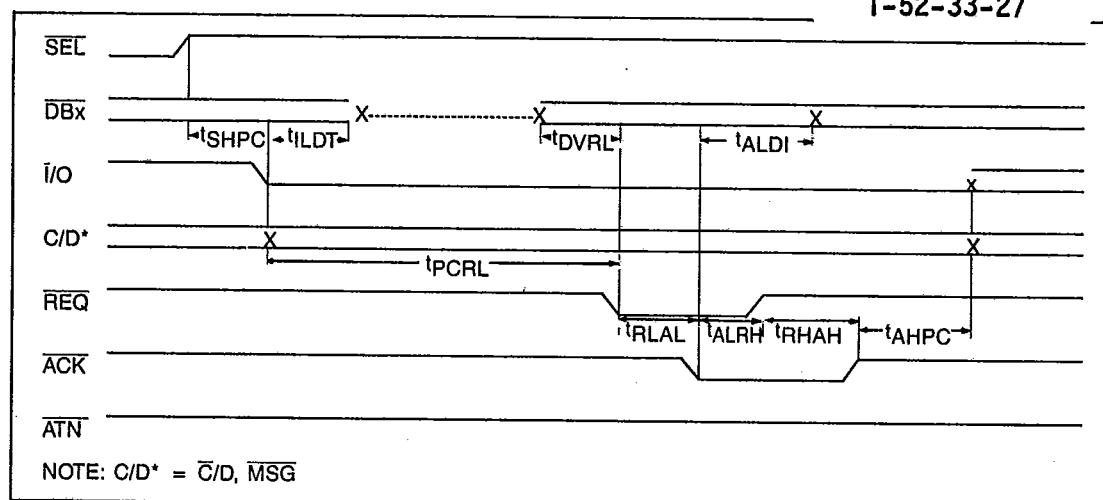 T-52-33-27
SEL
DBx
tSHPC tILDT tDVRL tALDI
I/O
C/D*
tPCRL
REQ
tRLAL tALRH tRHAH tAHPC
ACK
ATN
NOTE: C/D* = C/D, MSG